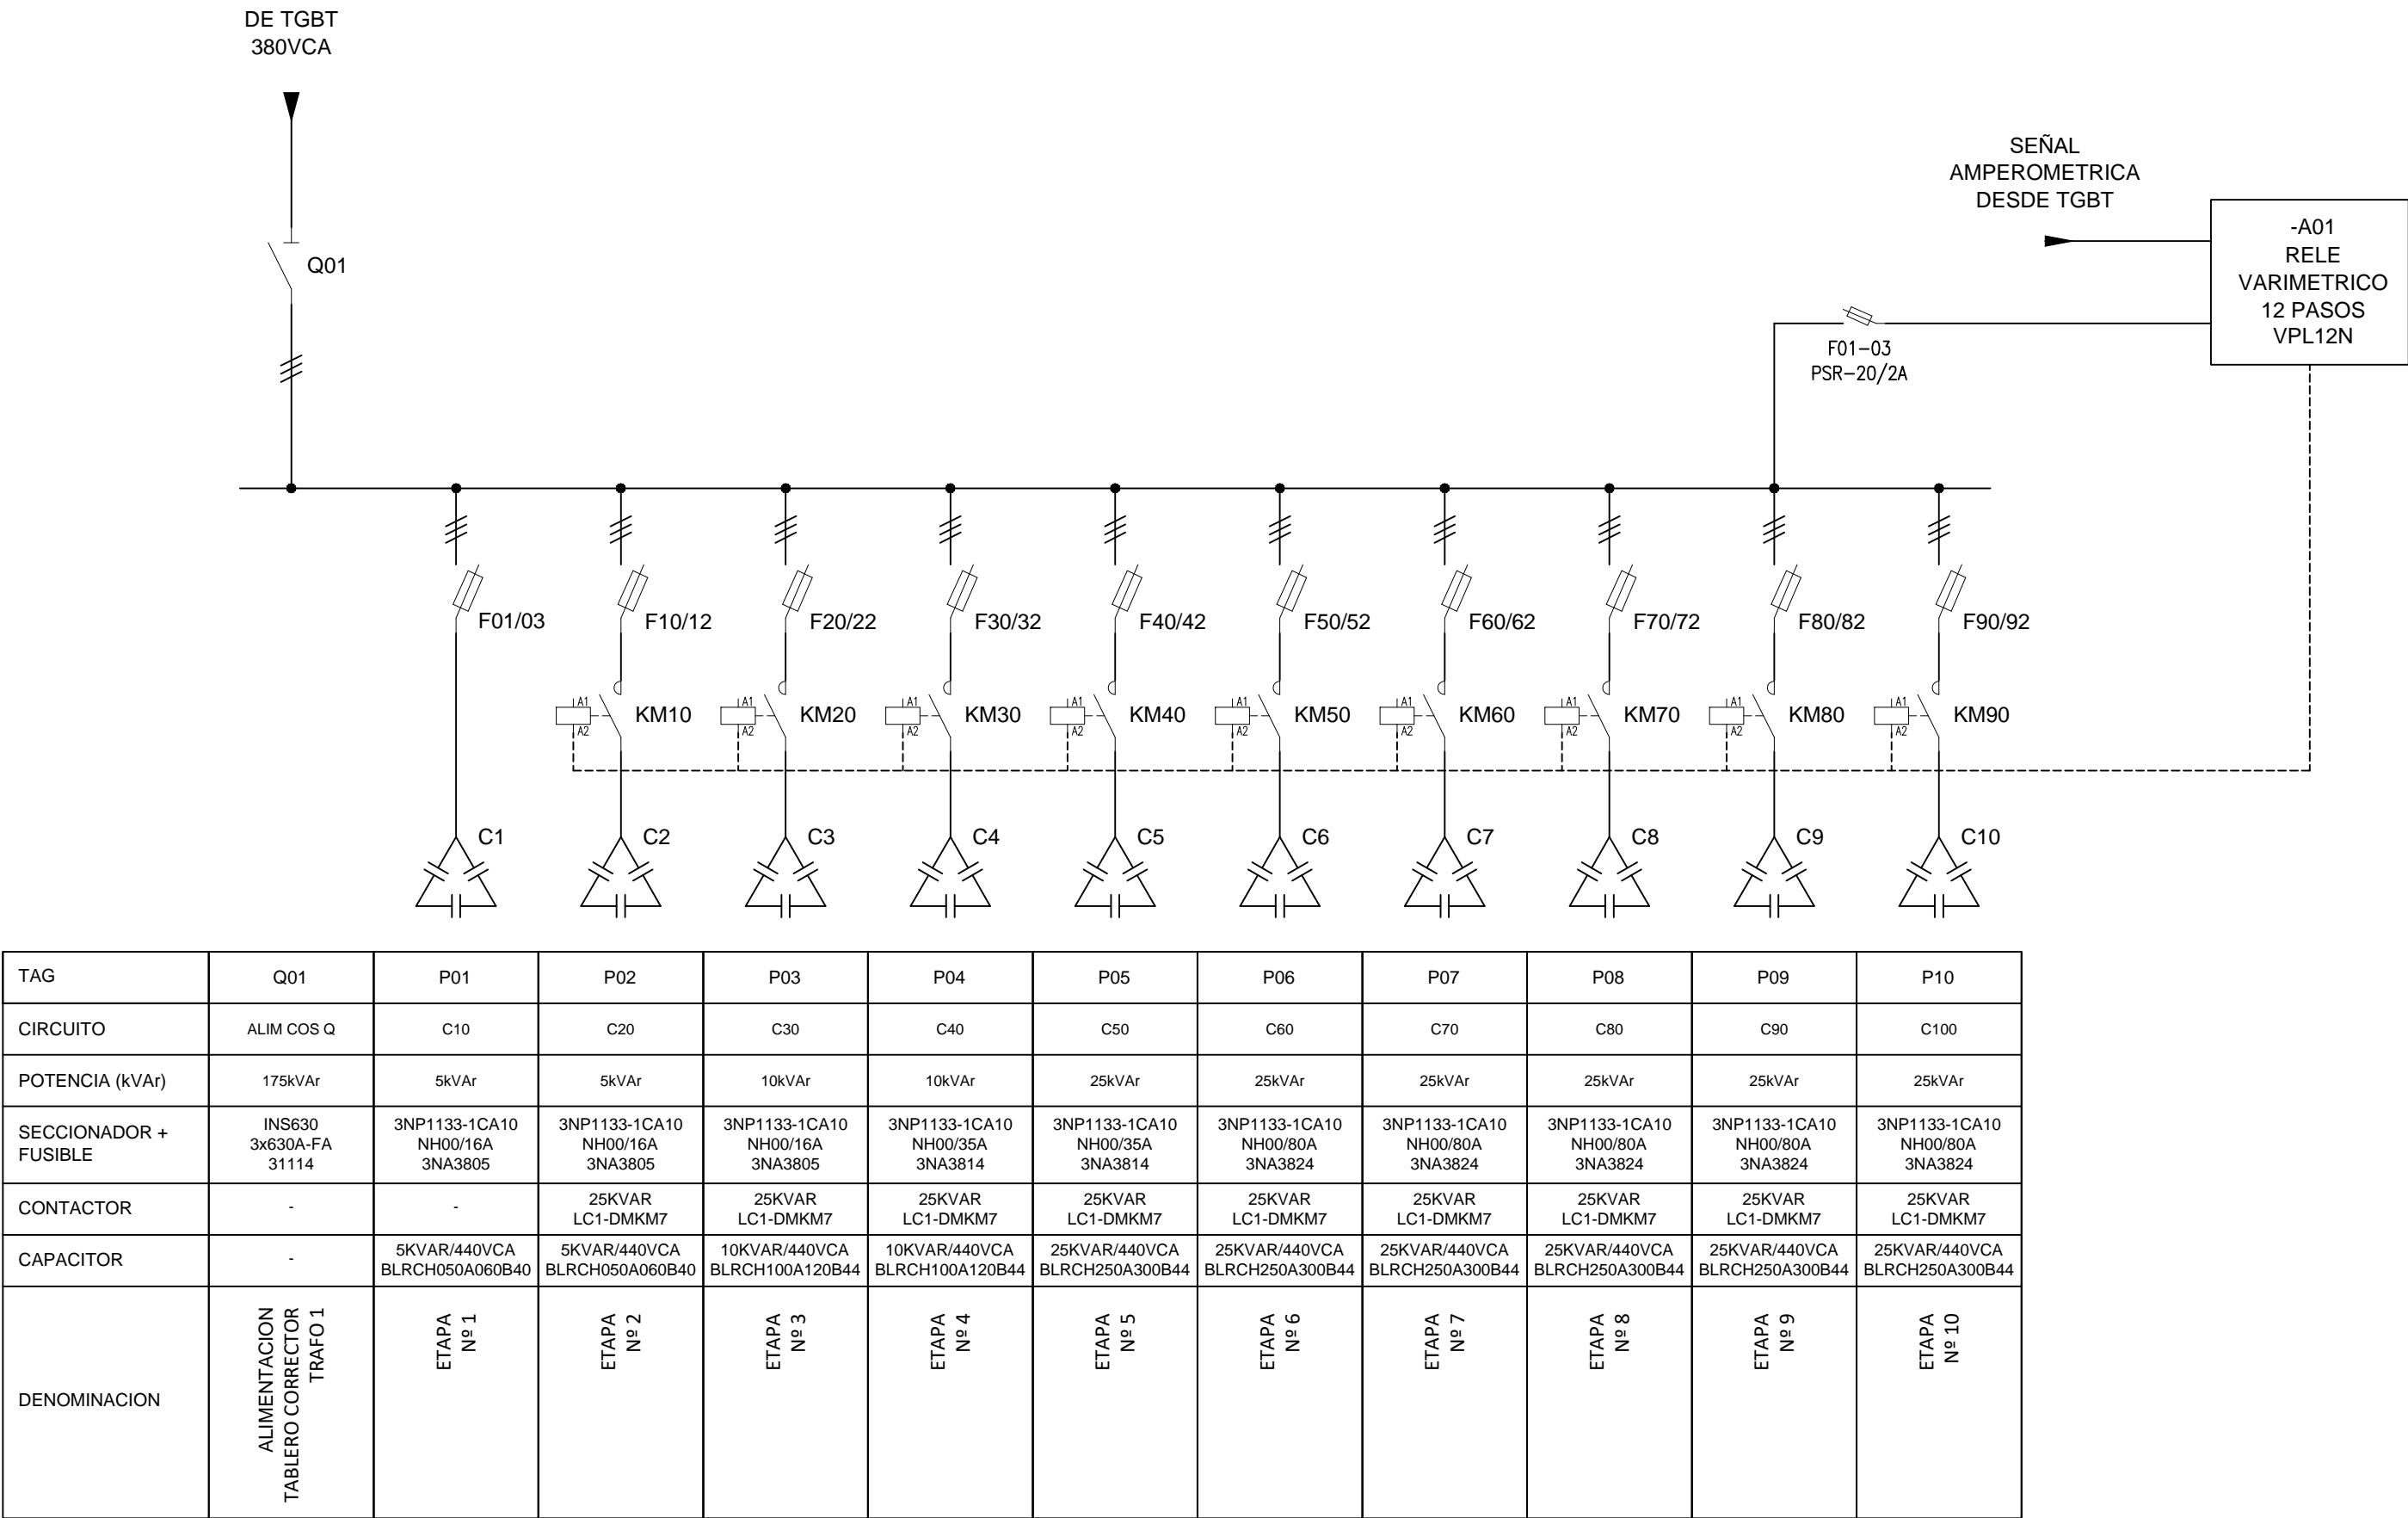 DE TGBT
380VCA
SEÑAL
AMPEROMETRICA
DESDE TGBT
-A01
RELE
VARIMETRICO
12 PASOS
VPL12N
Q01
F01-03
PSR-20/2A
F01/03
F10/12
F20/22
F30/32
F40/42
F50/52
F60/62
F70/72
F80/82
F90/92
A1
A2
KM10
A1
A2
KM20
A1
A2
KM30
A1
A2
KM40
A1
A2
KM50
A1
A2
KM60
A1
A2
KM70
A1
A2
KM80
A1
A2
KM90
C1
C2
C3
C4
C5
C6
C7
C8
C9
C10
TAG Q01 P01 P02 P03 P04 P05 P06 P07 P08 P09 P10
CIRCUITO ALIM COS Q C10 C20 C30 C40 C50 C60 C70 C80 C90 C100
POTENCIA (kVAr) 175kVAr 5kVAr 5kVAr 10kVAr 10kVAr 25kVAr 25kVAr 25kVAr 25kVAr 25kVAr 25kVAr
SECCIONADOR +
FUSIBLE
INS630
3x630A-FA
31114
3NP1133-1CA10
NH00/16A
3NA3805
3NP1133-1CA10
NH00/16A
3NA3805
3NP1133-1CA10
NH00/16A
3NA3805
3NP1133-1CA10
NH00/35A
3NA3814
3NP1133-1CA10
NH00/35A
3NA3814
3NP1133-1CA10
NH00/80A
3NA3824
3NP1133-1CA10
NH00/80A
3NA3824
3NP1133-1CA10
NH00/80A
3NA3824
3NP1133-1CA10
NH00/80A
3NA3824
3NP1133-1CA10
NH00/80A
3NA3824
CONTACTOR
-
-
25KVAR
LC1-DMKM7
25KVAR
LC1-DMKM7
25KVAR
LC1-DMKM7
25KVAR
LC1-DMKM7
25KVAR
LC1-DMKM7
25KVAR
LC1-DMKM7
25KVAR
LC1-DMKM7
25KVAR
LC1-DMKM7
25KVAR
LC1-DMKM7
CAPACITOR
-
5KVAR/440VCA
BLRCH050A060B40
5KVAR/440VCA
BLRCH050A060B40
10KVAR/440VCA
BLRCH100A120B44
10KVAR/440VCA
BLRCH100A120B44
25KVAR/440VCA
BLRCH250A300B44
25KVAR/440VCA
BLRCH250A300B44
25KVAR/440VCA
BLRCH250A300B44
25KVAR/440VCA
BLRCH250A300B44
25KVAR/440VCA
BLRCH250A300B44
25KVAR/440VCA
BLRCH250A300B44
DENOMINACION
ALIMENTACION
TABLERO CORRECTOR
TRAFO 1
ETAPA
Nº 1
ETAPA
Nº 2
ETAPA
Nº 3
ETAPA
Nº 4
ETAPA
Nº 5
ETAPA
Nº 6
ETAPA
Nº 7
ETAPA
Nº 8
ETAPA
Nº 9
ETAPA
Nº 10